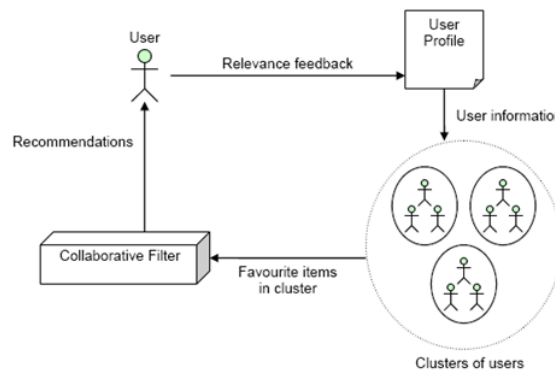 User
User
Profile
Relevance feedback
User information
Recommendations
Collaborative Filter
Favourite items
in cluster
Clusters of users